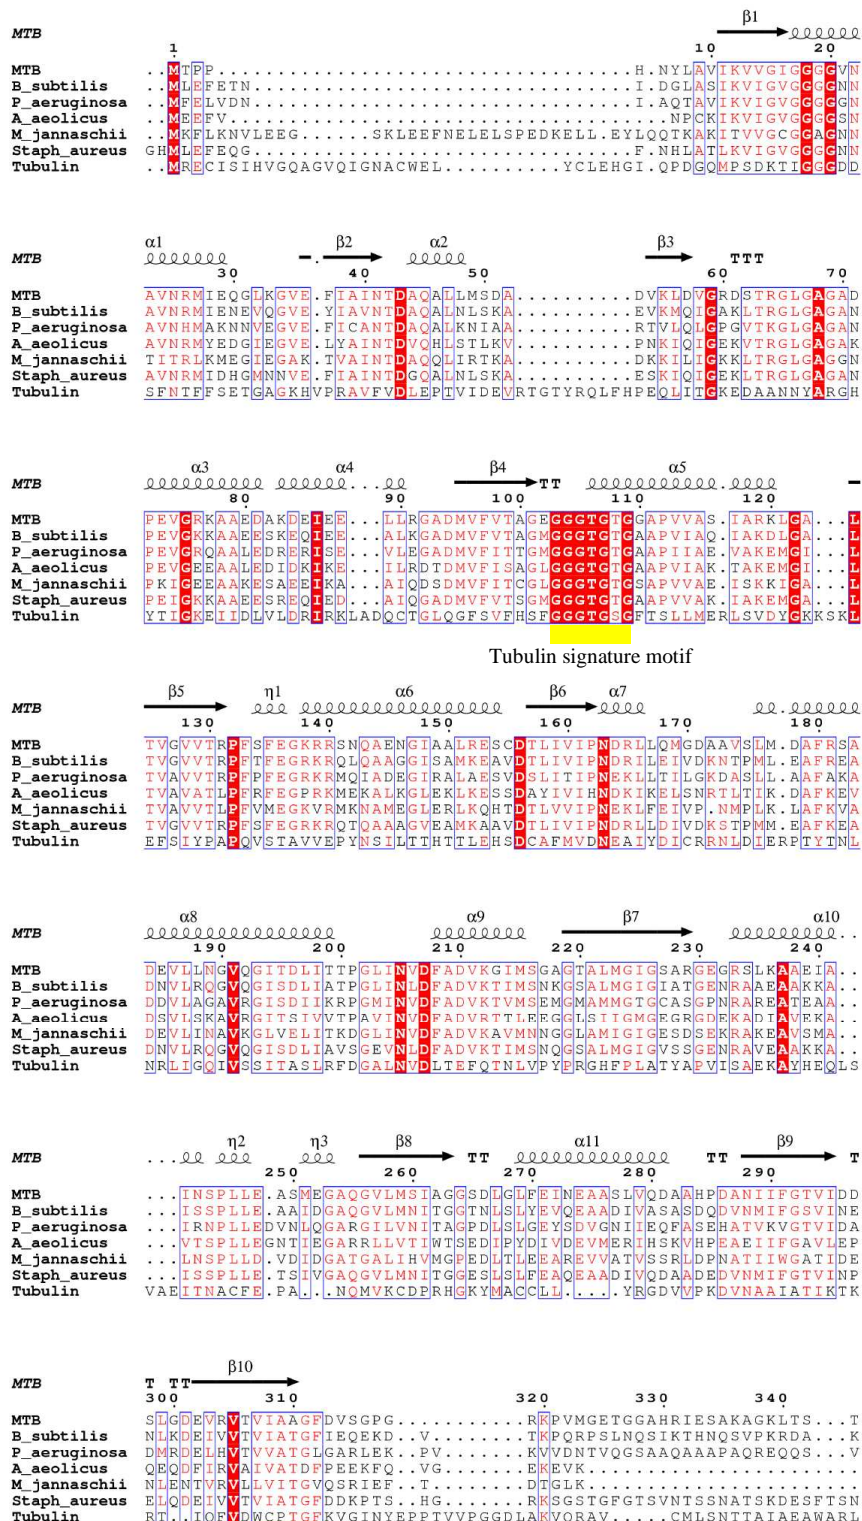 MTB β1
1 10 20
MTB ..MTPP...................................H.NYLAVIKVVGIGGGGVN
B_subtilis ..MLEFETN................................I.DGLASIKVIGVGGGGNN
P_aeruginosa ..MFELVDN................................I.AQTAVIKVIGVGGGGSN
A_aeolicus ..MEEFV.....................................NPCKIKVIGVGGGGSN
M_jannaschii ..MKFLKNVLEEG......SKLEEFNELELSPEDKELL.EYLQQTKAKITVVGCGGAGNN
Staph_aureus GHMLEFEQG................................F.NHLATLKVIGVGGGGNN
Tubulin ..MRECISIHVGQAGVQIGNACWEL..........YCLEHGI.QPDGQMPSDKTIGGGDD
MTB α1 β2 α2 β3 TTT
30 40 50 60 70
MTB AVNRMIEQGLKGVE.FIAINTDAQALLMSDA...........DVKLDVGRDSTRGLGAGAD
B_subtilis AVNRMIENEVQGVE.YIAVNTDAQALNLSKA...........EVKMQIGAKLTRGLGAGAN
P_aeruginosa AVNHMAKNNVEGVE.FICANTDAQALKNIAA...........RTVLQLGPGVTKGLGAGAN
A_aeolicus AVNRMYEDGIEGVE.LYAINTDVQHLSTLKV...........PNKIQIGEKVTRGLGAGAK
M_jannaschii TITRLKMEGIEGAK.TVAINTDAQQLIRTKA...........DKKILIGKKLTRGLGAGGN
Staph_aureus AVNRMIDHGMNNVE.FIAINTDGQALNLSKA...........ESKIQIGEKLTRGLGAGAN
Tubulin SFNTFFSETGAGKHVPRAVFVDLEPTVIDEVRTGTYRQLFHPEQLITGKEDAANNYARGH
MTB α3 α4 β4 TT α5
80 90 100 110 120
MTB PEVGRKAAEDAKDEIEE...LLRGADMVFVTAGEGGGTGTGGAPVVAS.IARKLGA...L
B_subtilis PEVGKKAAEESKEQIEE...ALKGADMVFVTAGMGGGTGTGAAPVIAQ.IAKDLGA...L
P_aeruginosa PEVGRQAALEDRERISE...VLEGADMVFITTGMGGGTGTGAAPIIAE.VAKEMGI...L
A_aeolicus PEVGEEAALEDIDKIKE...ILRDTDMVFISAGLGGGTGTGAAPVIAK.TAKEMGI...L
M_jannaschii PKIGEEAAKESAEEIKA...AIQDSDMVFITCGLGGGTGTGSAPVVAE.ISKKIGA...L
Staph_aureus PEIGKKAAEESREQIED...AIQGADMVFVTSGMGGGTGTGAAPVVAK.IAKEMGA...L
Tubulin YTIGKEIIDLVLDRIRKLADQCTGLQGFSVFHSFGGGTGSGFTSLLMERLSVDYGKKSKL
Tubulin signature motif
MTB β5 η1 α6 β6 α7
130 140 150 160 170 180
MTB TVGVVTRPFSFEGKRRSNQAENGIAALRESCDTLIVIPNDRLLQMGDAAVSLM.DAFRSA
B_subtilis TVGVVTRPFTFEGRKRQLQAAGGISAMKEAVDTLIVIPNDRILEIVDKNTPML.EAFREA
P_aeruginosa TVAVVTRPFPFEGRKRMQIADEGIRALAESVDSLITIPNEKLLTILGKDASLL.AAFAKA
A_aeolicus TVAVATLPFRFEGPRKMEKALKGLEKLKESSDAYIVIHNDKIKELSNRTLTIK.DAFKEV
M_jannaschii TVAVVTLPFVMEGKVRMKNAMEGLERLKQHTDTLVVIPNEKLFEIVP.NMPLK.LAFKVA
Staph_aureus TVGVVTRPFSFEGRKRQTQAAAGVEAMKAAVDTLIVIPNDRLLDIVDKSTPMM.EAFKEA
Tubulin EFSIYPAPQVSTAVVEPYNSILTTHTTLEHSDCAFMVDNEAIYDICRRNLDIERPTYTNL
MTB α8 α9 β7 α10
190 200 210 220 230 240
MTB DEVLLNGVQGITDLITTPGLINVDFADVKGIMSGAGTALMGIGSARGEGRSLKAAEIA..
B_subtilis DNVLRQGVQGISDLIATPGLINLDFADVKTIMSNKGSALMGIGIATGENRAAEAAKKA..
P_aeruginosa DDVLAGAVRGISDIIKRPGMINVDFADVKTVMSEMGMAMMGTGCASGPNRAREATEAA..
A_aeolicus DSVLSKAVRGITSIVVTPAVINVDFADVRTTLEEGGLSIIGMGEGRGDEKADIAVEKA..
M_jannaschii DEVLINAVKGLVELITKDGLINVDFADVKAVMNNGGLAMIGIGESDSEKRAKEAVSMA..
Staph_aureus DNVLRQGVQGISDLIAVSGEVNLDFADVKTIMSNQGSALMGIGVSSGENRAVEAAKKA..
Tubulin NRLIGQIVSSITASLRFDGALNVDLTEFQTNLVPYPRGHFPLATYAPVISAEKAYHEQLS
MTB ... η2 η3 β8 TT α11 TT β9 T
250 260 270 280 290
MTB ...INSPLLE.ASMEGAQGVLMSIAGGSDLGLFEINEAASLVQDAAHPDANIIFGTVIDD
B_subtilis ...ISSPLLE.AAIDGAQGVLMNITGGTNLSLYEVQEAADIVASASDQDVNMIFGSVINE
P_aeruginosa ...IRNPLLEDVNLQGARGILVNITAGPDLSLGEYSDVGNIIEQFASEHATVKVGTVIDA
A_aeolicus ...VTSPLLEGNTIEGARRLLVTIWTSEDIPYDIVDEVMERIHSKVHPEAEIIFGAVLEP
M_jannaschii ...LNSPLLD.VDIDGATGALIHVMGPEDLTLEEAREVVATVSSRLDPNATIIWGATIDE
Staph_aureus ...ISSPLLE.TSIVGAQGVLMNITGGESLSLFEAQEAADIVQDAADEDVNMIFGTVINP
Tubulin VAEITNACFE.PA..NQMVKCDPRHGKYMACCLL....YRGDVVPKDVNAAIATIKTK
MTB T TT β10
300 310 320 330 340
MTB SLGDEVRVTVIAAGFDVSGPG.........RKPVMGETGGAHRIESAKAGKLTS...T
B_subtilis NLKDEIVVTVIATGFIEQEKD..V......TKPQRPSLNQSIKTHNQSVPKRDA...K
P_aeruginosa DMRDELHVTVVATGLGARLEK..PV.....KVVDNTVQGSAAQAAAPAQREQQS...V
A_aeolicus QEQDFIRVAIVATDFPEEKFQ..VG.....EKEVK.......................
M_jannaschii NLENTVRVLLVITGVQSRIEF..T......DTGLK.......................
Staph_aureus ELQDEIVVTVIATGFDDKPTS..HG.....RKSGSTGFGTSVNTSSNATSKDESFTSN
Tubulin RT..IQFVDWCPTGFKVGINYEPPTVVPGGDLAKVQRAV....CMLSNTTAIAEAWARL